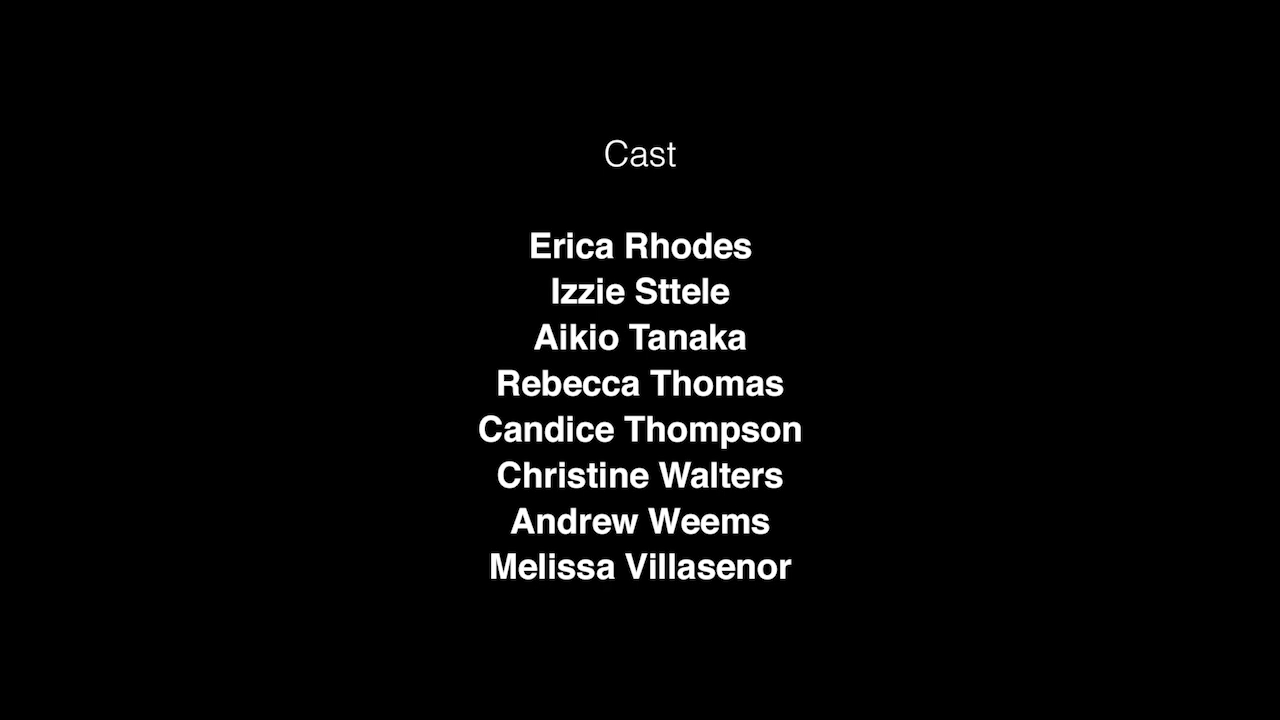 Cast
Erica Rhodes
Izzie Sttele
Aikio Tanaka
Rebecca Thomas
Candice Thompson
Christine Walters
Andrew Weems
Melissa Villasenor